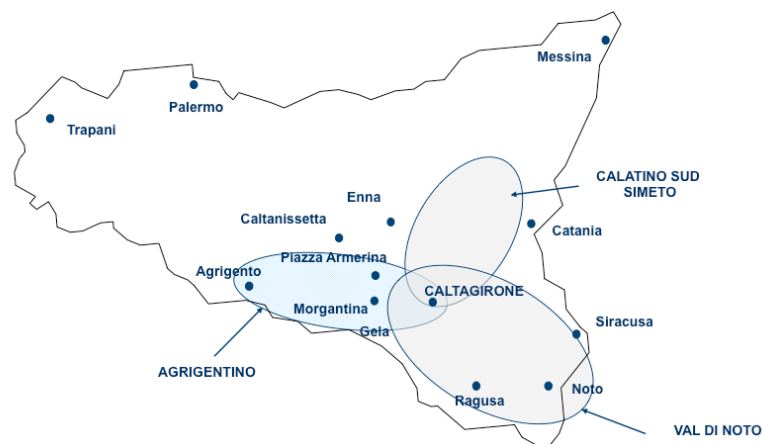 Messina
Palermo
Trapani
CALATINO SUD
SIMETO
Enna
Caltanissetta
Catania
Piazza Armerina
Agrigento
CALTAGIRONE
Morgantina
Siracusa
Gela
AGRIGENTINO
Ragusa
Noto
VAL DI NOTO